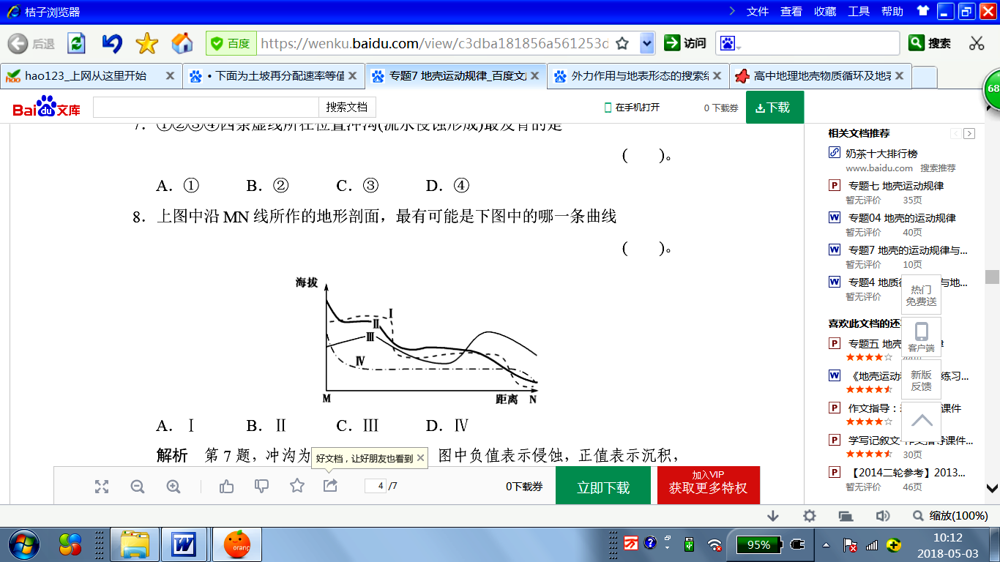 桔子浏览器
文件 查看 收藏 工具 帮助
后退
百度 https://wenku.baidu.com/view/c3dba181856a561253d 访问 搜索
hao123_上网从这里开始
• 下面为土坡再分配速率等值
专题7 地壳运动规律_百度文
外力作用与地表形态的搜索结
高中地理地壳物质循环及地表
68
Bai du 文库 搜索文档 在手机打开 0 下载券 下载
7．①②③④四条虚线所在位置冲沟(流水侵蚀形成)最发育的是
(　　)。
A．① B．② C．③ D．④
8．上图中沿 MN 线所作的地形剖面，最有可能是下图中的哪一条曲线
(　　)。
海拔
Ⅰ
Ⅱ
Ⅲ
Ⅳ
M 距离 N
A．Ⅰ B．Ⅱ C．Ⅲ D．Ⅳ
解析 第 7 题，冲沟为
图中负值表示侵蚀，正值表示沉积，
好文档，让好朋友也看到
4 /7
0下载券 立即下载
加入VIP
获取更多特权
相关文档推荐
奶茶十大排行榜
www.baidu.com 搜索推荐
专题七 地壳运动规律
暂无评价 35页
专题04 地壳的运动规律
暂无评价 40页
专题7 地壳的运动规律与...
暂无评价 10页
专题4 地质
与地...
暂无评价
热门
免费送
喜欢此文档的还
客户端
专题五 地壳
律
新版
反馈
《地壳运动
练习...
作文指导：
课件
学写记叙文
指导课件...
30页
【2014二轮参考】2013...
暂无评价 46页
缩放(100%)
W
orang
95%
10:12
2018-05-03